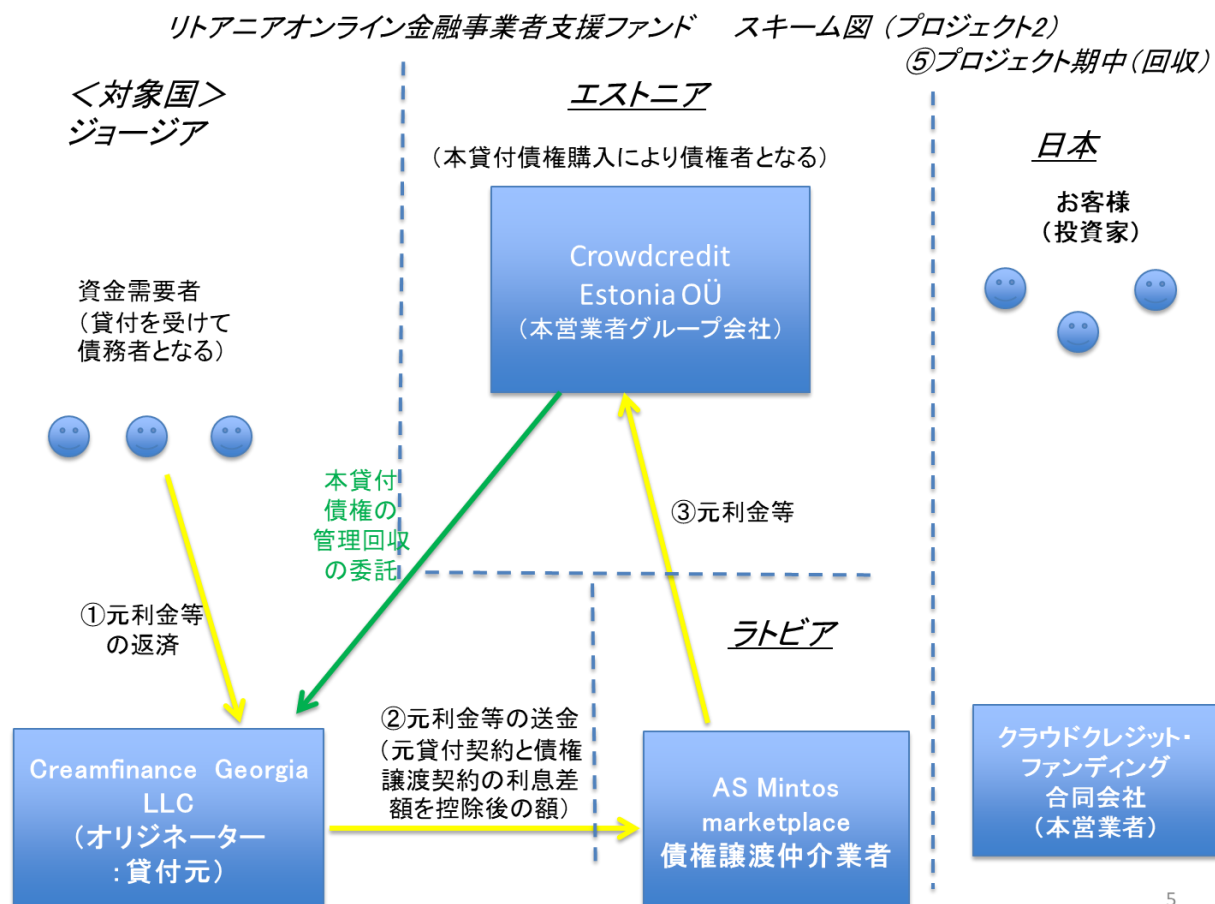 リトアニアオンライン金融事業者支援ファンド　スキーム図（プロジェクト2）
⑤プロジェクト期中（回収）
＜対象国＞
ジョージア
エストニア
日本
（本貸付債権購入により債権者となる）
お客様
（投資家）
Crowdcredit
Estonia OÜ
（本営業者グループ会社）
資金需要者
（貸付を受けて
債務者となる）
本貸付
債権の
管理回収
の委託
③元利金等
①元利金等
の返済
ラトビア
②元利金等の送金
（元貸付契約と債権
譲渡契約の利息差
額を控除後の額）
Creamfinance Georgia
LLC
（オリジネーター
：貸付元）
AS Mintos
marketplace
債権譲渡仲介業者
クラウドクレジット・
ファンディング
合同会社
（本営業者）
5